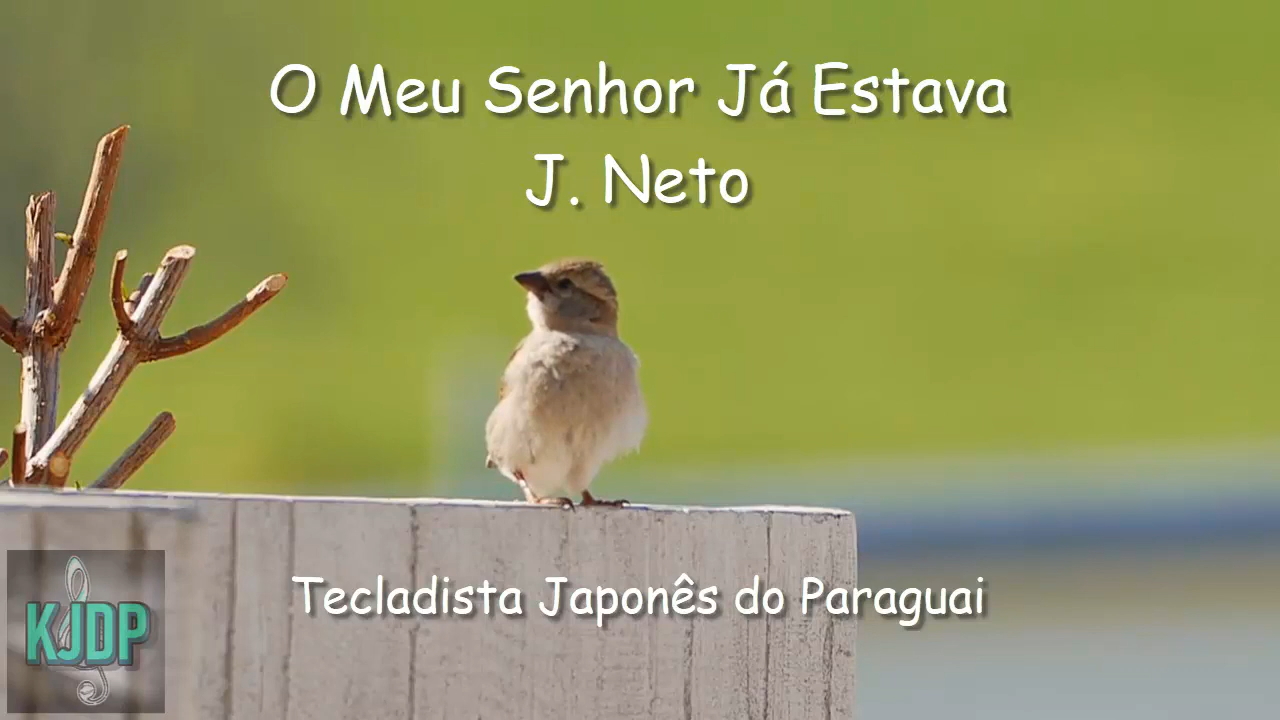 O Meu Senhor Já Estava
J. Neto
Tecladista Japonês do Paraguai
KJDP